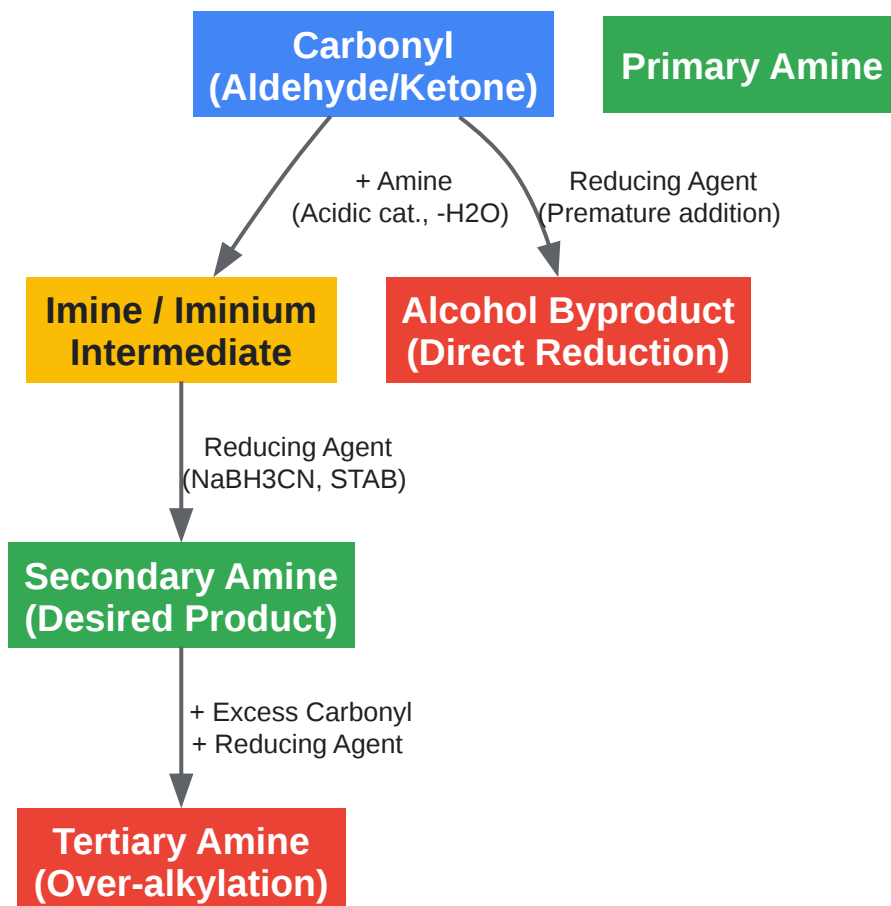 Carbonyl
(Aldehyde/Ketone)
Primary Amine
+ Amine
(Acidic cat., -H2O)
Reducing Agent
(Premature addition)
Imine / Iminium
Intermediate
Alcohol Byproduct
(Direct Reduction)
Reducing Agent
(NaBH3CN, STAB)
Secondary Amine
(Desired Product)
+ Excess Carbonyl
+ Reducing Agent
Tertiary Amine
(Over-alkylation)